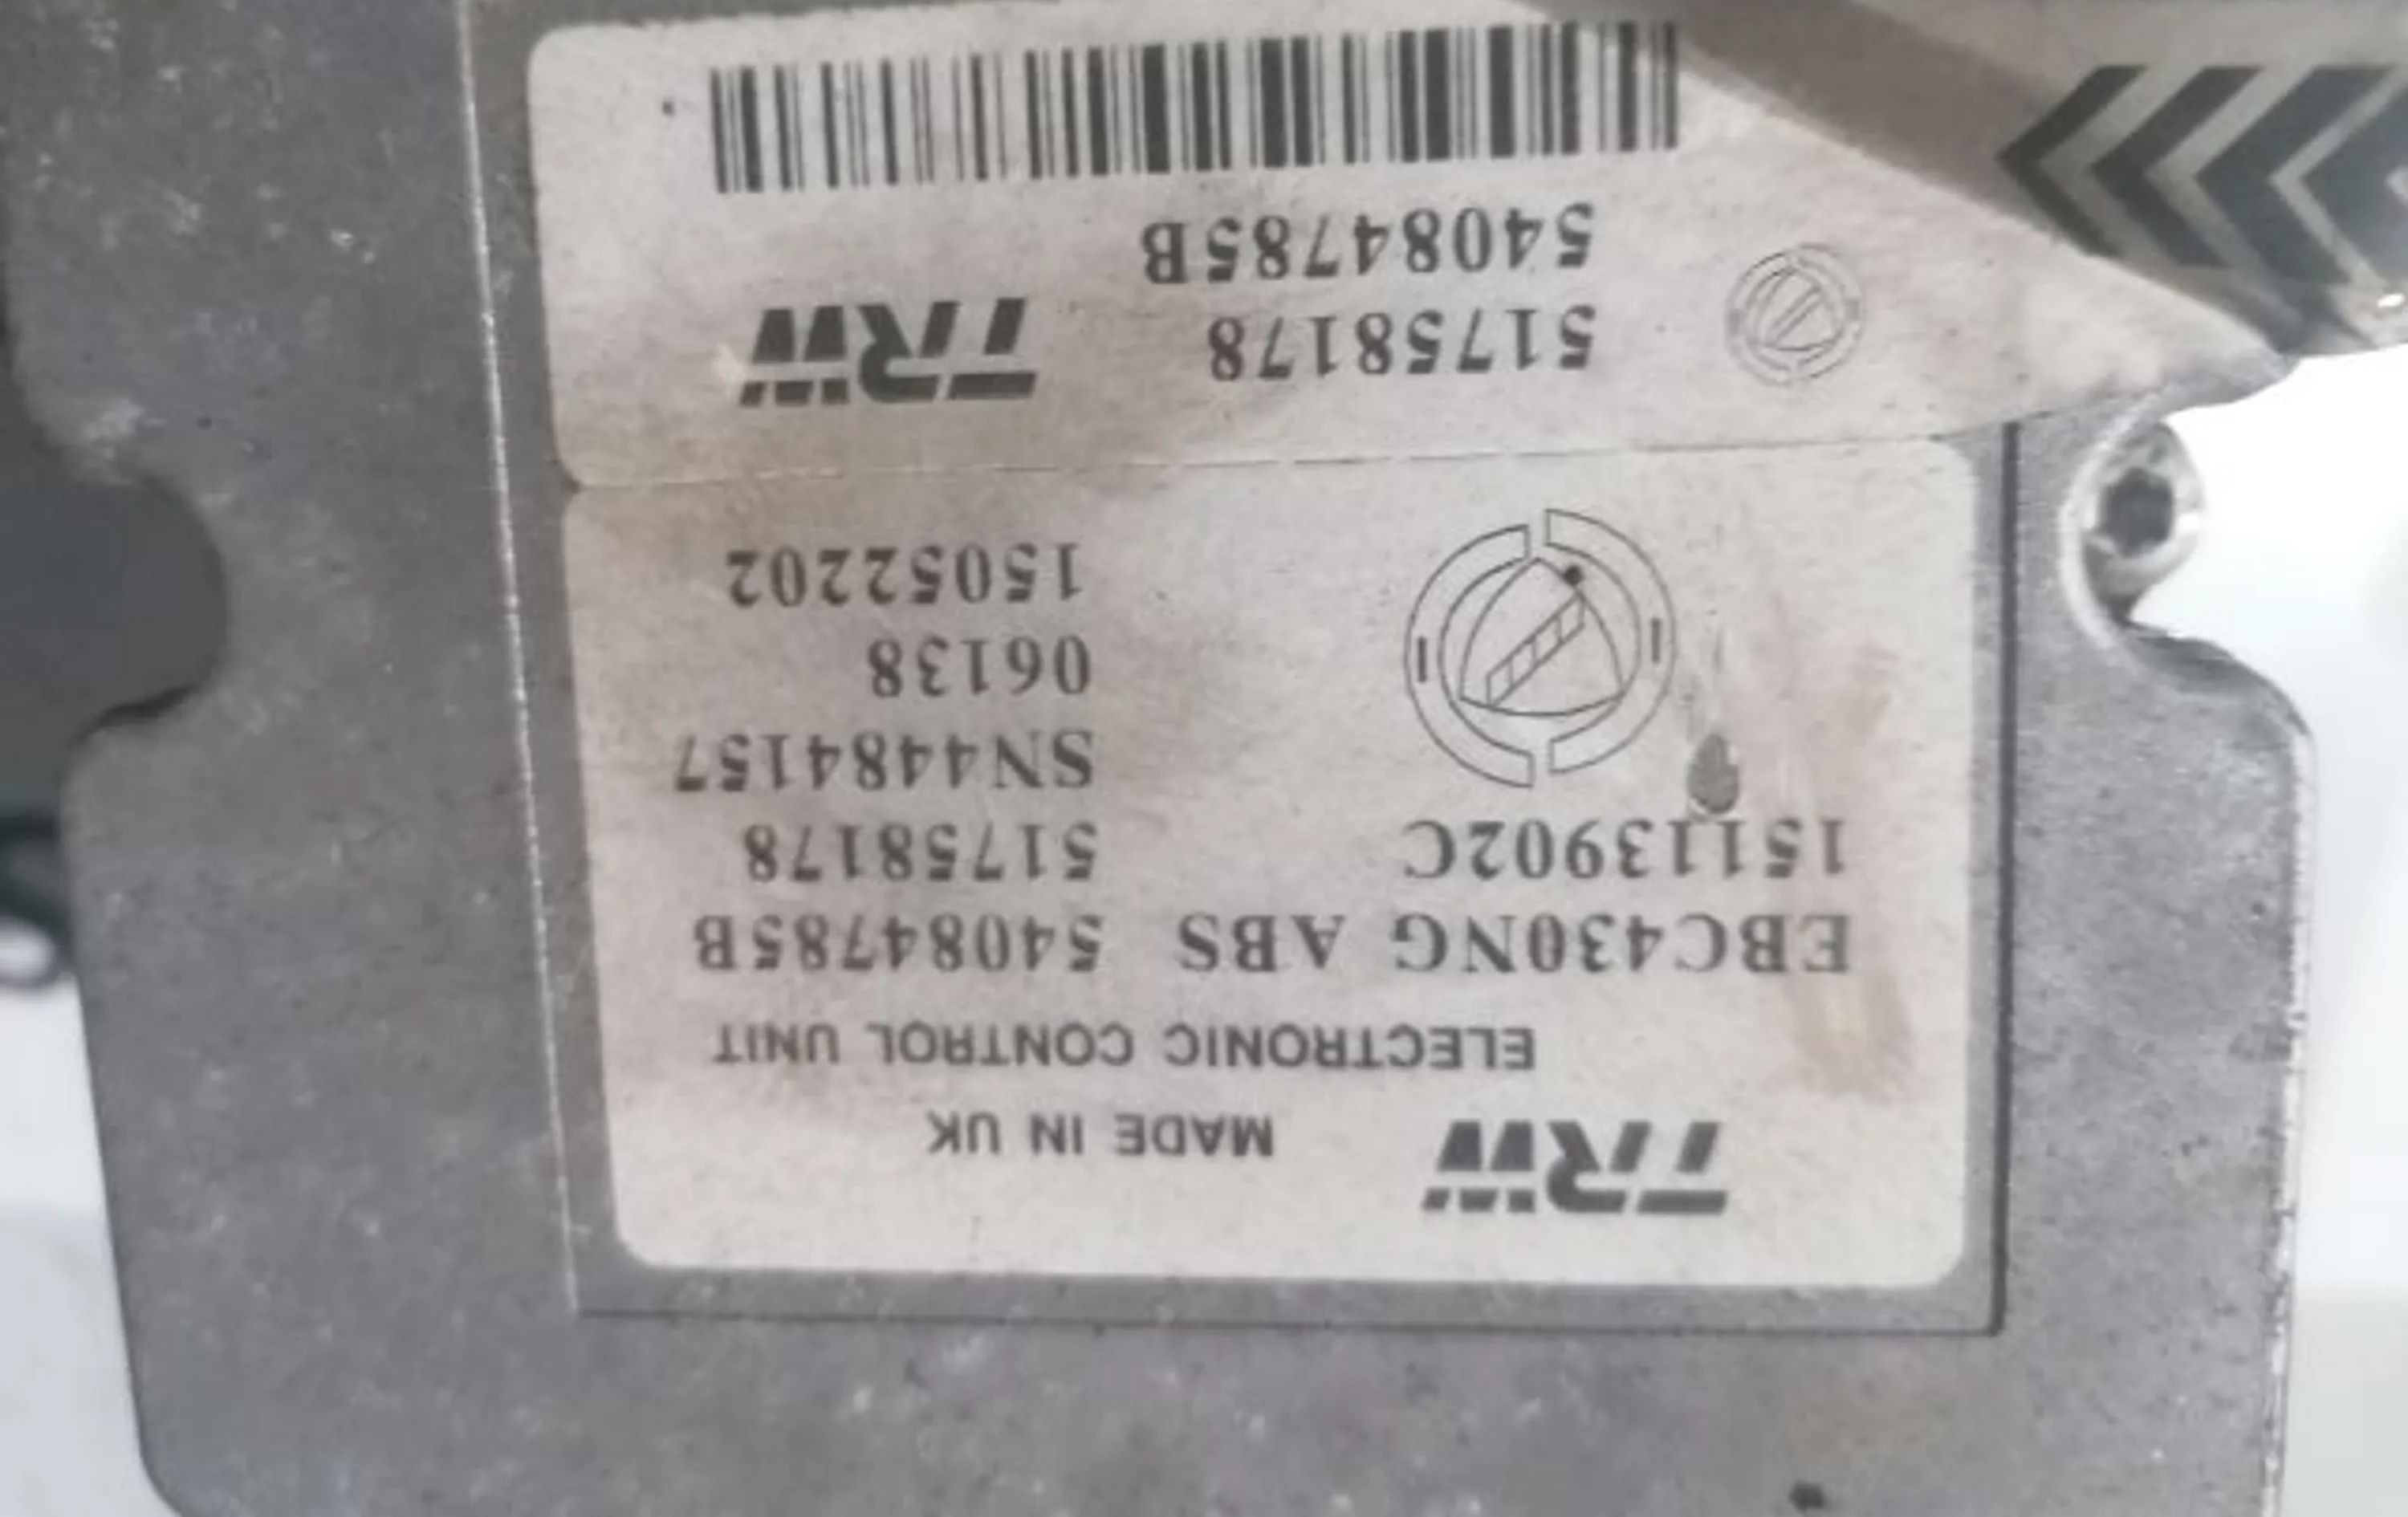 TRW MADE IN UK
ELECTRONIC CONTROL UNIT
EBC430NG ABS 54084785B
15113902C 51758178
SN4484157
06138
15052202
51758178 TRW
54084785B